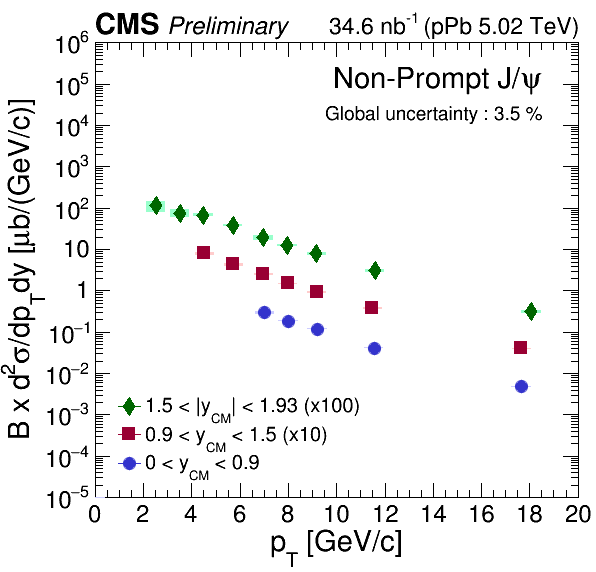 CMS Preliminary 34.6 nb⁻¹ (pPb 5.02 TeV)
Non-Prompt J/ψ
Global uncertainty : 3.5 %
B x d²σ/dp_T dy [μb/(GeV/c)]
10⁶
10⁵
10⁴
10³
10²
10
1
10⁻¹
10⁻²
10⁻³
10⁻⁴
10⁻⁵
1.5 < |y_CM| < 1.93 (x100)
0.9 < y_CM < 1.5 (x10)
0 < y_CM < 0.9
0 2 4 6 8 10 12 14 16 18 20
p_T [GeV/c]